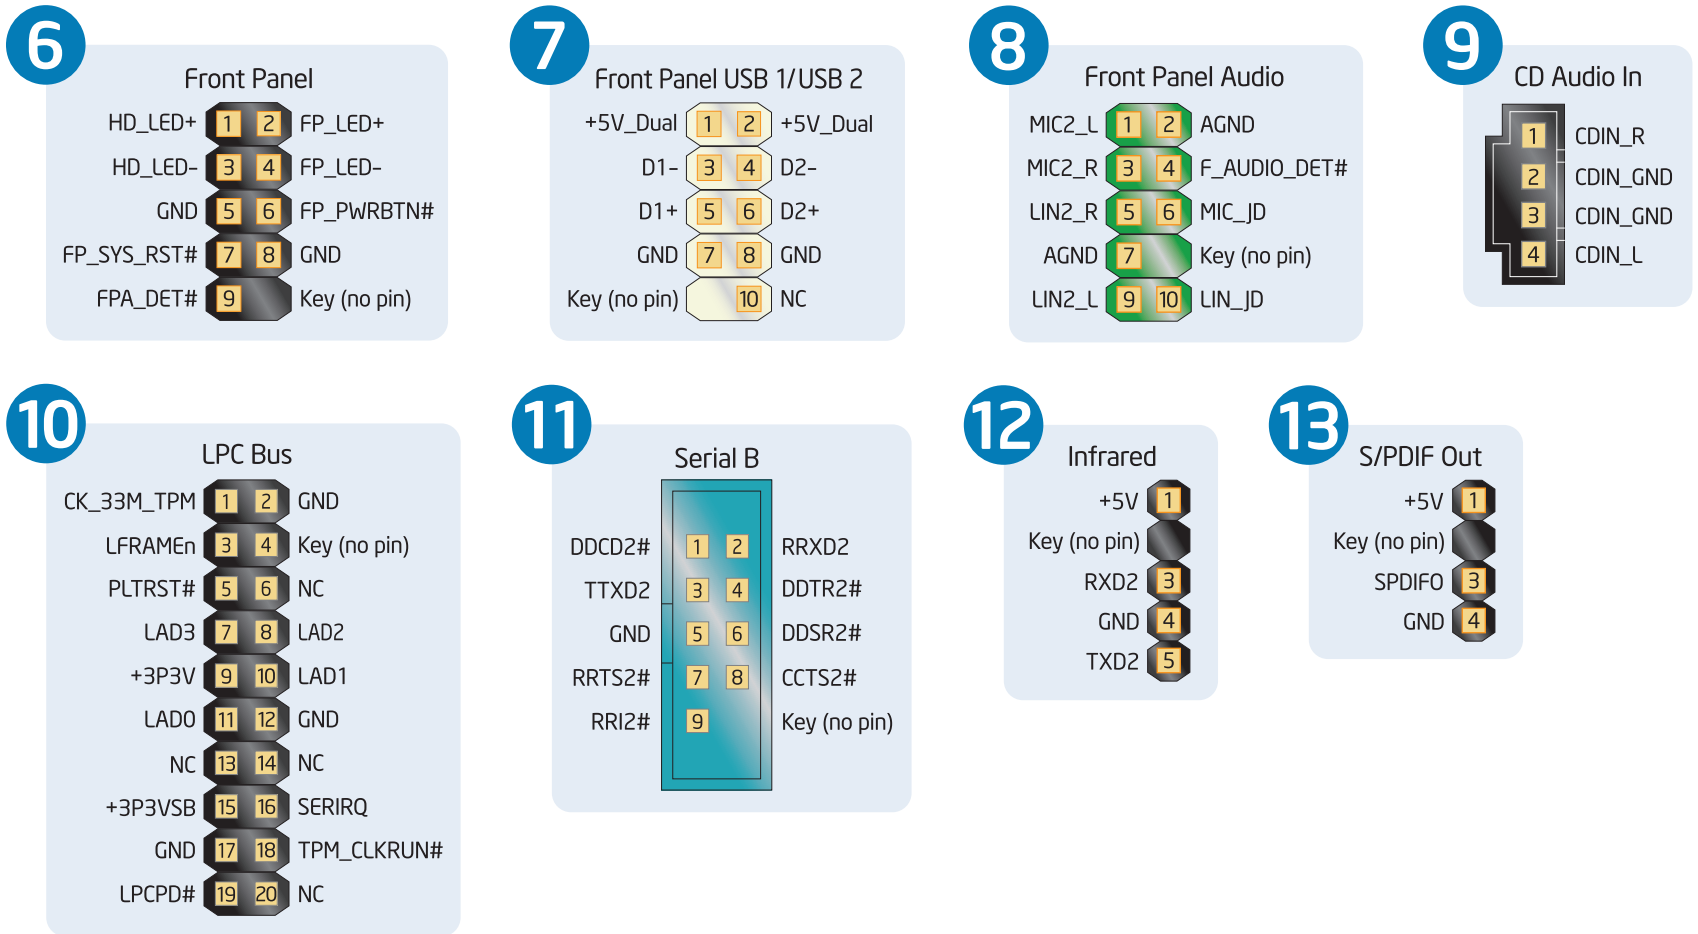 6
Front Panel
HD_LED+ 1 2 FP_LED+
HD_LED- 3 4 FP_LED-
GND 5 6 FP_PWRBTN#
FP_SYS_RST# 7 8 GND
FPA_DET# 9 Key (no pin)
7
Front Panel USB 1/USB 2
+5V_Dual 1 2 +5V_Dual
D1- 3 4 D2-
D1+ 5 6 D2+
GND 7 8 GND
Key (no pin) 10 NC
8
Front Panel Audio
MIC2_L 1 2 AGND
MIC2_R 3 4 F_AUDIO_DET#
LIN2_R 5 6 MIC_JD
AGND 7 Key (no pin)
LIN2_L 9 10 LIN_JD
9
CD Audio In
1 CDIN_R
2 CDIN_GND
3 CDIN_GND
4 CDIN_L
10
LPC Bus
CK_33M_TPM 1 2 GND
LFRAMEn 3 4 Key (no pin)
PLTRST# 5 6 NC
LAD3 7 8 LAD2
+3P3V 9 10 LAD1
LAD0 11 12 GND
NC 13 14 NC
+3P3VSB 15 16 SERIRQ
GND 17 18 TPM_CLKRUN#
LPCPD# 19 20 NC
11
Serial B
DDCD2# 1 2 RRXD2
TTXD2 3 4 DDTR2#
GND 5 6 DDSR2#
RRTS2# 7 8 CCTS2#
RRI2# 9 Key (no pin)
12
Infrared
+5V 1
Key (no pin)
RXD2 3
GND 4
TXD2 5
13
S/PDIF Out
+5V 1
Key (no pin)
SPDIFO 3
GND 4